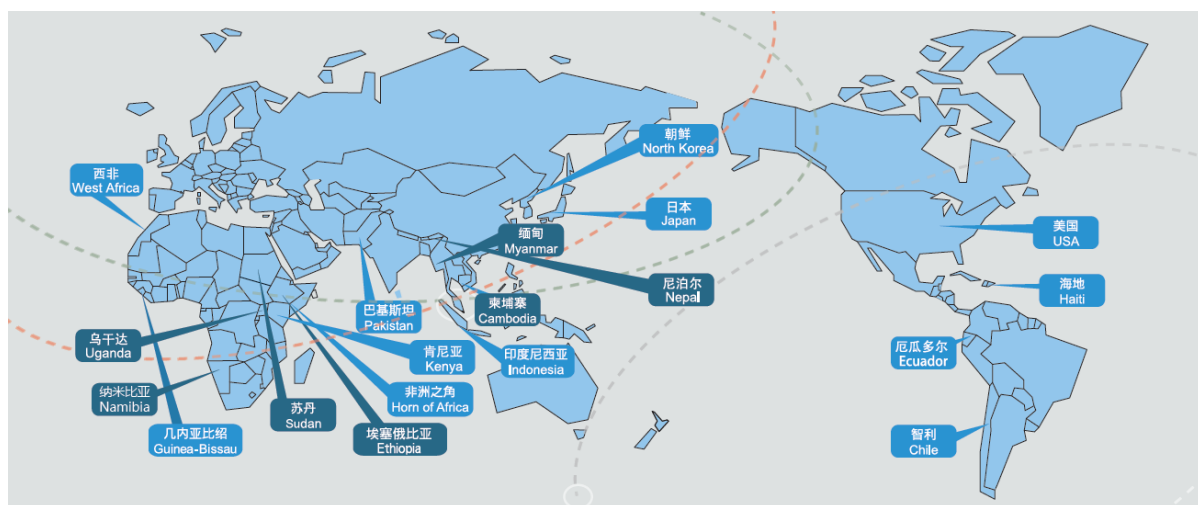 朝鲜
North Korea
西非
West Africa
日本
Japan
缅甸
Myanmar
美国
USA
尼泊尔
Nepal
海地
Haiti
巴基斯坦
Pakistan
柬埔寨
Cambodia
乌干达
Uganda
肯尼亚
Kenya
印度尼西亚
Indonesia
厄瓜多尔
Ecuador
纳米比亚
Namibia
非洲之角
Horn of Africa
苏丹
Sudan
几内亚比绍
Guinea-Bissau
埃塞俄比亚
Ethiopia
智利
Chile